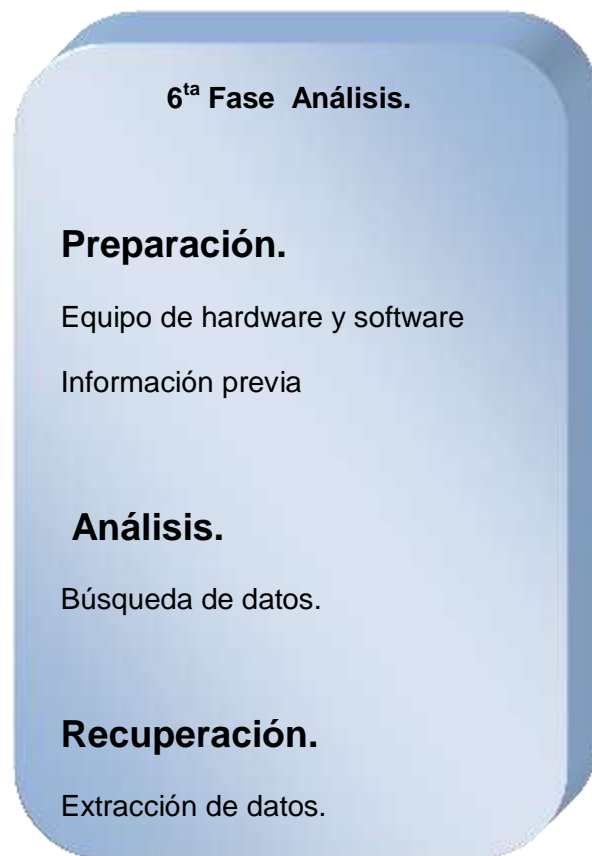 6ta Fase Análisis.
Preparación.
Equipo de hardware y software
Información previa
Análisis.
Búsqueda de datos.
Recuperación.
Extracción de datos.